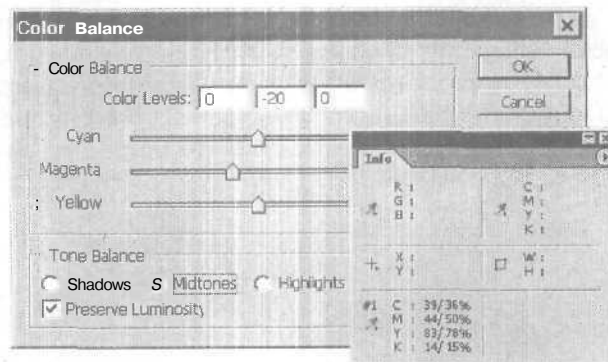 Color Balance
- Color Balance
Color Levels: 0 -20 0
OK
Cancel
Cyan
Magenta
; Yellow
Tone Balance
Shadows S Midtones Highlights
Preserve Luminosity
Info
R :
G :
B :
C :
M :
Y :
K :
X :
Y :
W :
H :
#1 C : 39/36%
M : 44/50%
Y : 83/78%
K : 14/15%